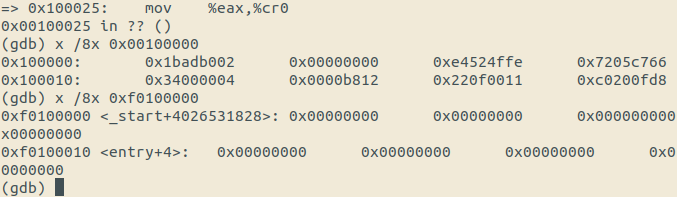 => 0x100025:    mov    %eax,%cr0
0x00100025 in ?? ()
(gdb) x /8x 0x00100000
0x100000:       0x1badb002      0x00000000      0xe4524ffe      0x7205c766
0x100010:       0x34000004      0x0000b812      0x220f0011      0xc0200fd8
(gdb) x /8x 0xf0100000
0xf0100000 <_start+4026531828>: 0x00000000      0x00000000      0x00000000      0
x00000000
0xf0100010 <entry+4>:   0x00000000      0x00000000      0x00000000      0x0
0000000
(gdb)